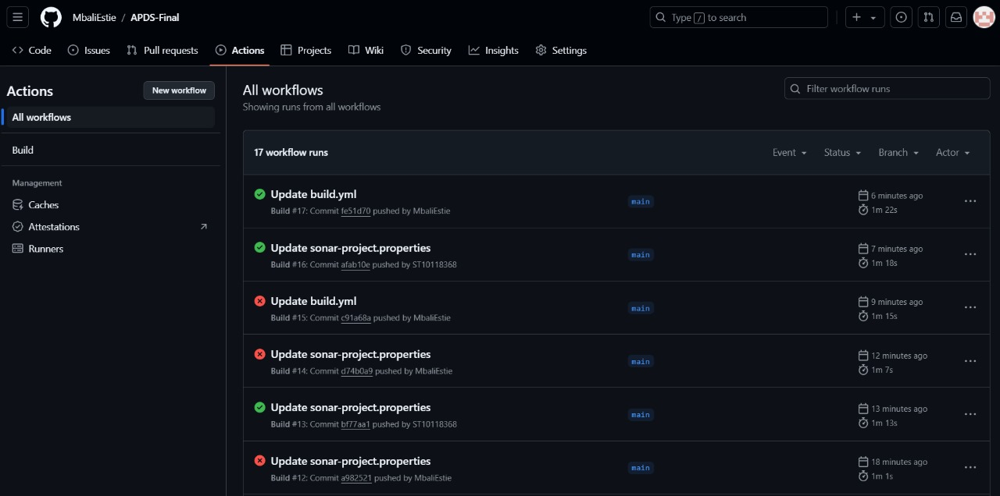 MbaliEstie / APDS-Final
Type / to search
Code Issues Pull requests Actions Projects Wiki Security Insights Settings
Actions
New workflow
All workflows
Build
Management
Caches
Attestations
Runners
All workflows
Showing runs from all workflows
Filter workflow runs
17 workflow runs
Event Status Branch Actor
Update build.yml
Build #17: Commit fe51d70 pushed by MbaliEstie
main
6 minutes ago
1m 22s
Update sonar-project.properties
Build #16: Commit afab10e pushed by ST10118368
main
7 minutes ago
1m 18s
Update build.yml
Build #15: Commit c91a68a pushed by MbaliEstie
main
9 minutes ago
1m 15s
Update sonar-project.properties
Build #14: Commit d74b0a9 pushed by MbaliEstie
main
12 minutes ago
1m 7s
Update sonar-project.properties
Build #13: Commit bf77aa1 pushed by ST10118368
main
13 minutes ago
1m 13s
Update sonar-project.properties
Build #12: Commit a982521 pushed by MbaliEstie
main
18 minutes ago
1m 1s